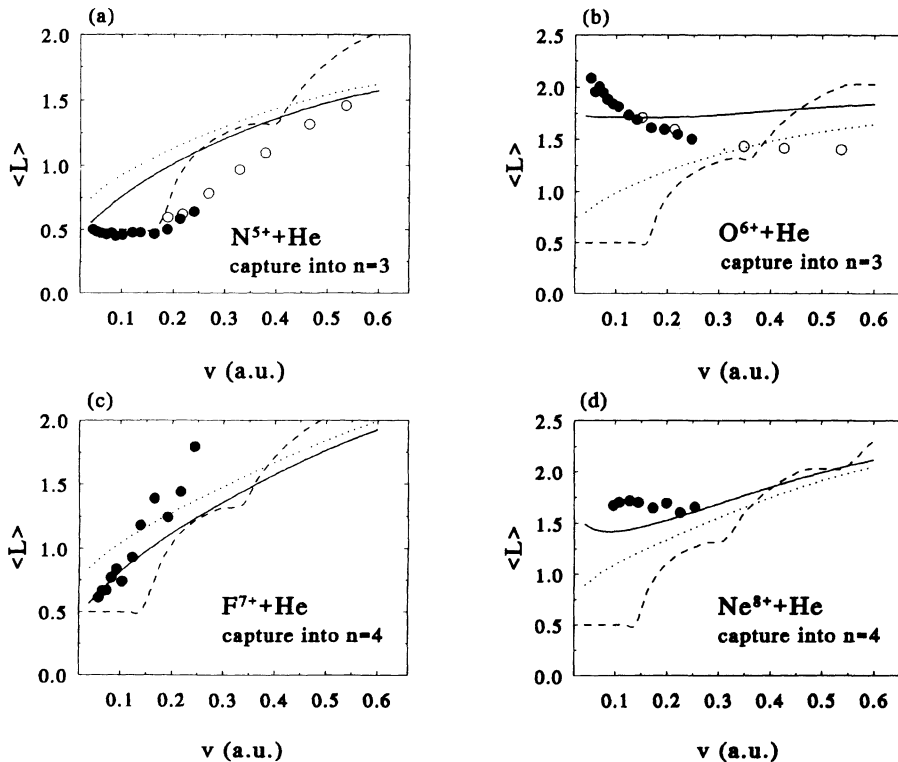 (a)
2.0
1.5
1.0
0.5
0.0
<L>
N⁵⁺+He
capture into n=3
0.1 0.2 0.3 0.4 0.5 0.6
v (a.u.)
(b)
2.5
2.0
1.5
1.0
0.5
0.0
<L>
O⁶⁺+He
capture into n=3
0.1 0.2 0.3 0.4 0.5 0.6
v (a.u.)
(c)
2.0
1.5
1.0
0.5
0.0
<L>
F⁷⁺+He
capture into n=4
0.1 0.2 0.3 0.4 0.5 0.6
v (a.u.)
(d)
2.5
2.0
1.5
1.0
0.5
0.0
<L>
Ne⁸⁺+He
capture into n=4
0.1 0.2 0.3 0.4 0.5 0.6
v (a.u.)